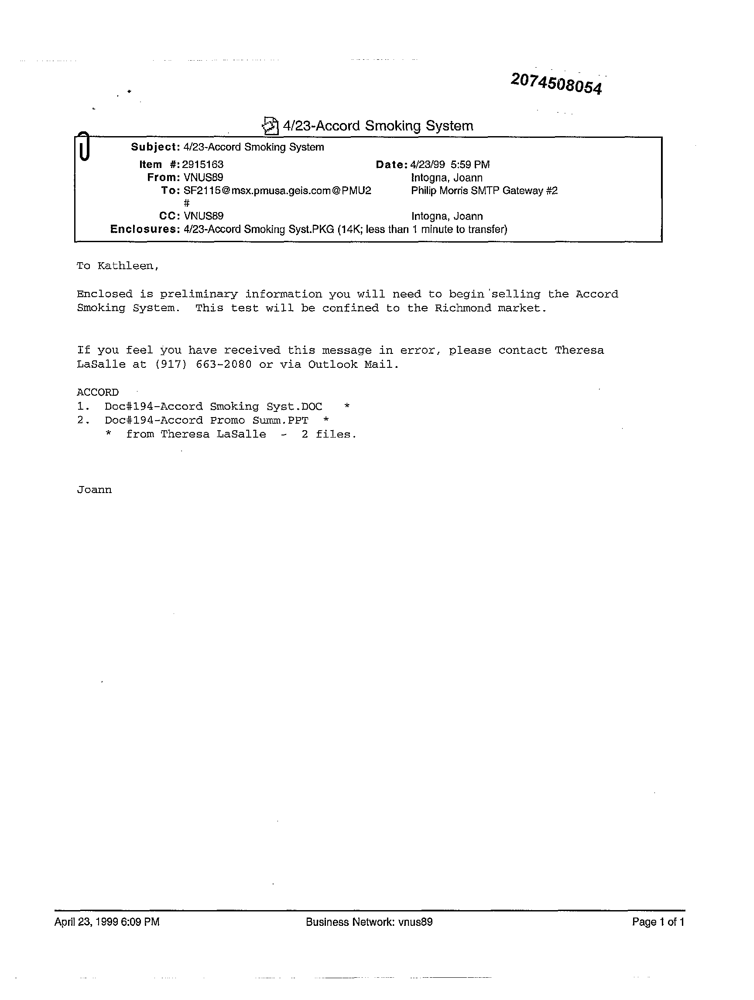 2074508054
4/23-Accord Smoking System
Subject: 4/23-Accord Smoking System
Item #: 2915163 Date: 4/23/99 5:59 PM
From: VNUS89 Intogna, Joann
To: SF2115@msx.pmusa.geis.com@PMU2 Philip Morris SMTP Gateway #2
#
CC: VNUS89 Intogna, Joann
Enclosures: 4/23-Accord Smoking Syst.PKG (14K; less than 1 minute to transfer)
To Kathleen,
Enclosed is preliminary information you will need to begin selling the Accord
Smoking System. This test will be confined to the Richmond market.
If you feel you have received this message in error, please contact Theresa
LaSalle at (917) 663-2080 or via Outlook Mail.
ACCORD
1. Doc#194-Accord Smoking Syst.DOC *
2. Doc#194-Accord Promo Summ.PPT *
* from Theresa LaSalle - 2 files.
Joann
April 23, 1999 6:09 PM Business Network: vnus89 Page 1 of 1